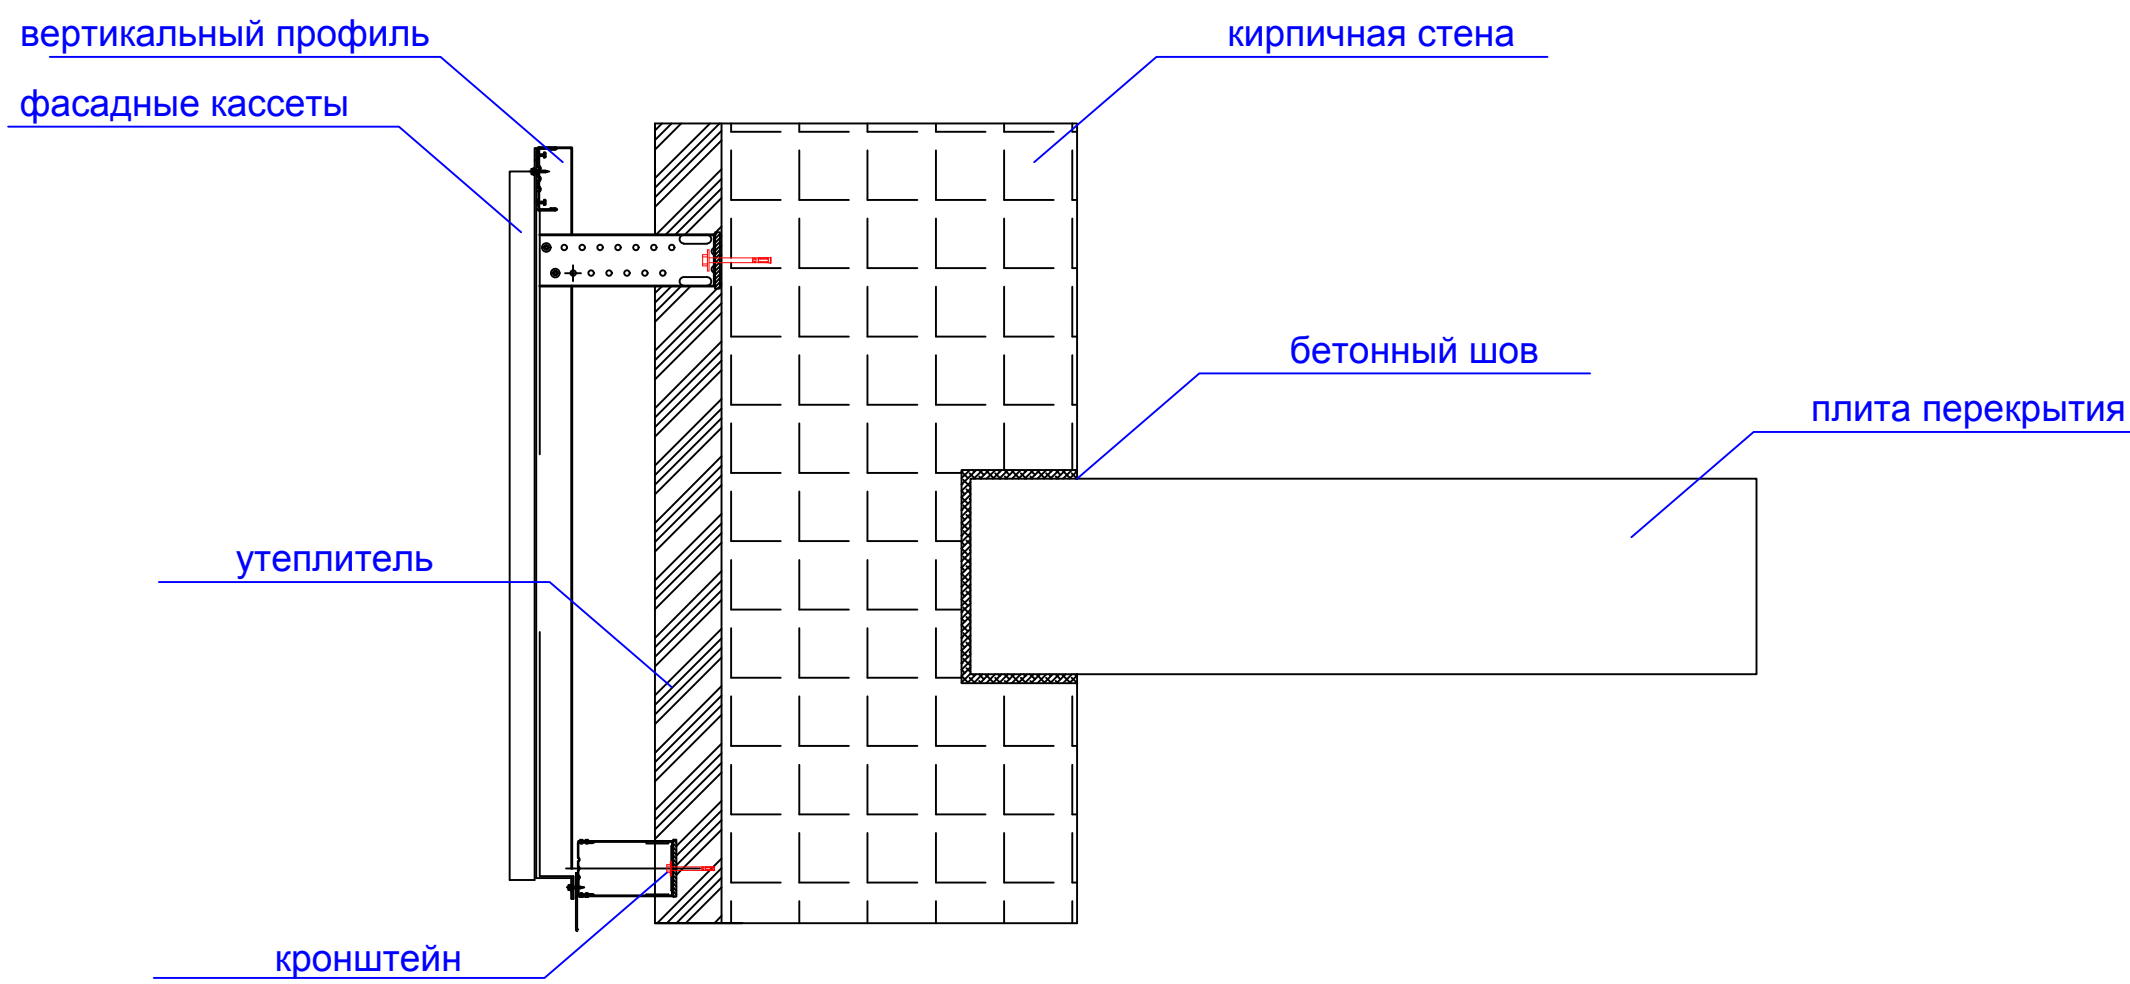 вертикальный профиль
кирпичная стена
фасадные кассеты
бетонный шов
плита перекрытия
утеплитель
кронштейн